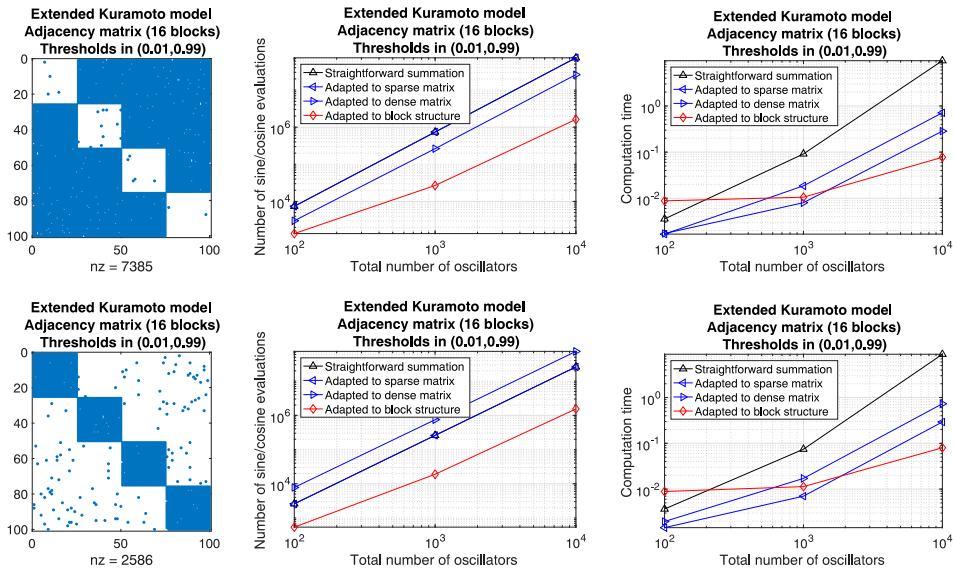 Extended Kuramoto model
Adjacency matrix (16 blocks)
Thresholds in (0.01,0.99)
0
20
40
60
80
100
0
50
100
nz = 7385
Extended Kuramoto model
Adjacency matrix (16 blocks)
Thresholds in (0.01,0.99)
Straightforward summation
Adapted to sparse matrix
Adapted to dense matrix
Adapted to block structure
Number of sine/cosine evaluations
10^6
10^4
10^2
10^3
10^4
Total number of oscillators
Extended Kuramoto model
Adjacency matrix (16 blocks)
Thresholds in (0.01,0.99)
Straightforward summation
Adapted to sparse matrix
Adapted to dense matrix
Adapted to block structure
Computation time
10^0
10^-1
10^-2
10^2
10^3
10^4
Total number of oscillators
Extended Kuramoto model
Adjacency matrix (16 blocks)
Thresholds in (0.01,0.99)
0
20
40
60
80
100
0
50
100
nz = 2586
Extended Kuramoto model
Adjacency matrix (16 blocks)
Thresholds in (0.01,0.99)
Straightforward summation
Adapted to sparse matrix
Adapted to dense matrix
Adapted to block structure
Number of sine/cosine evaluations
10^6
10^4
10^2
10^3
10^4
Total number of oscillators
Extended Kuramoto model
Adjacency matrix (16 blocks)
Thresholds in (0.01,0.99)
Straightforward summation
Adapted to sparse matrix
Adapted to dense matrix
Adapted to block structure
Computation time
10^0
10^-1
10^-2
10^2
10^3
10^4
Total number of oscillators